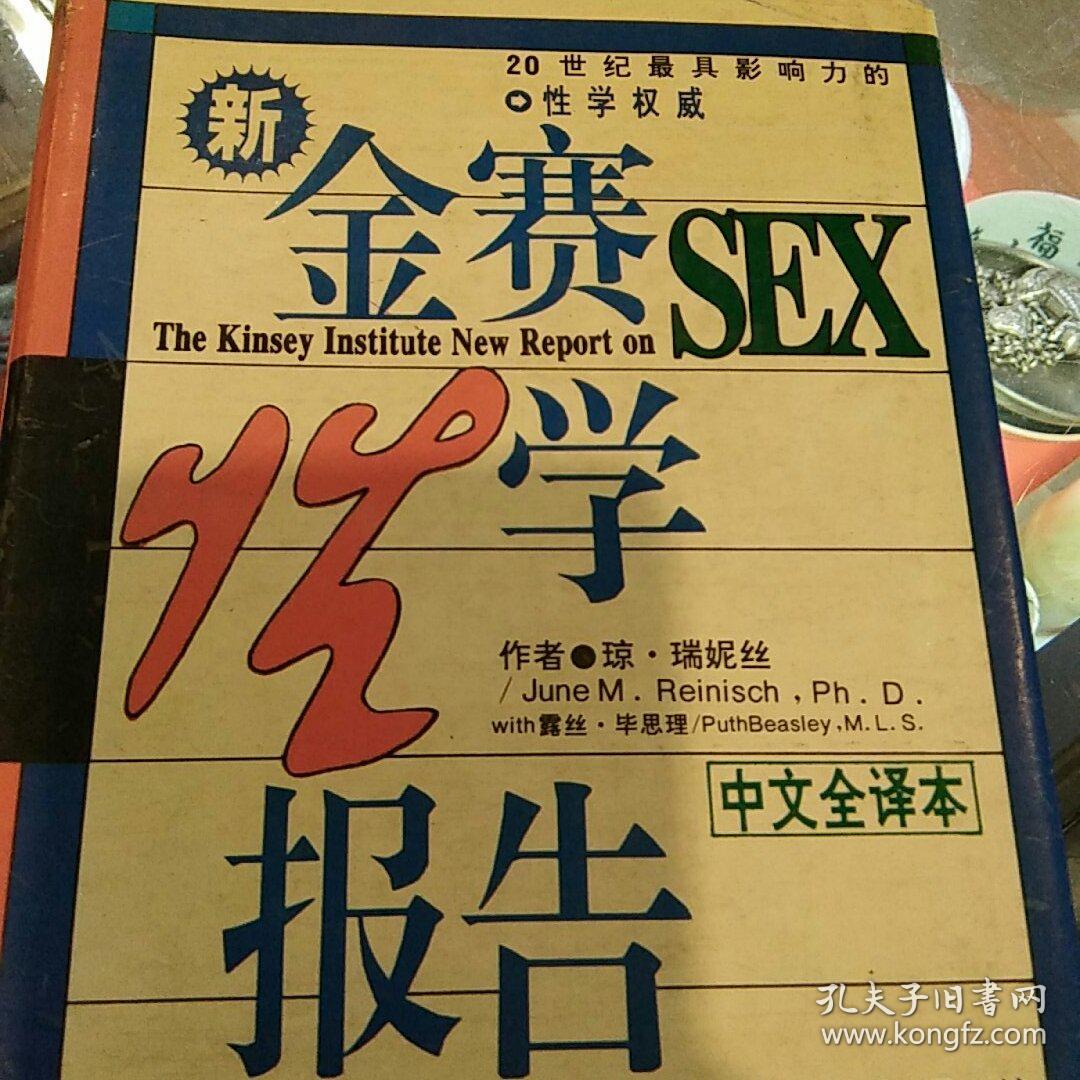 20世纪最具影响力的
性学权威
新
金赛
SEX
The Kinsey Institute New Report on
性学
作者●琼·瑞妮丝
/June M. Reinisch, Ph. D.
with露丝·毕思理/PuthBeasley,M.L.S.
中文全译本
报告
福
孔夫子旧书网
www.kongfz.com